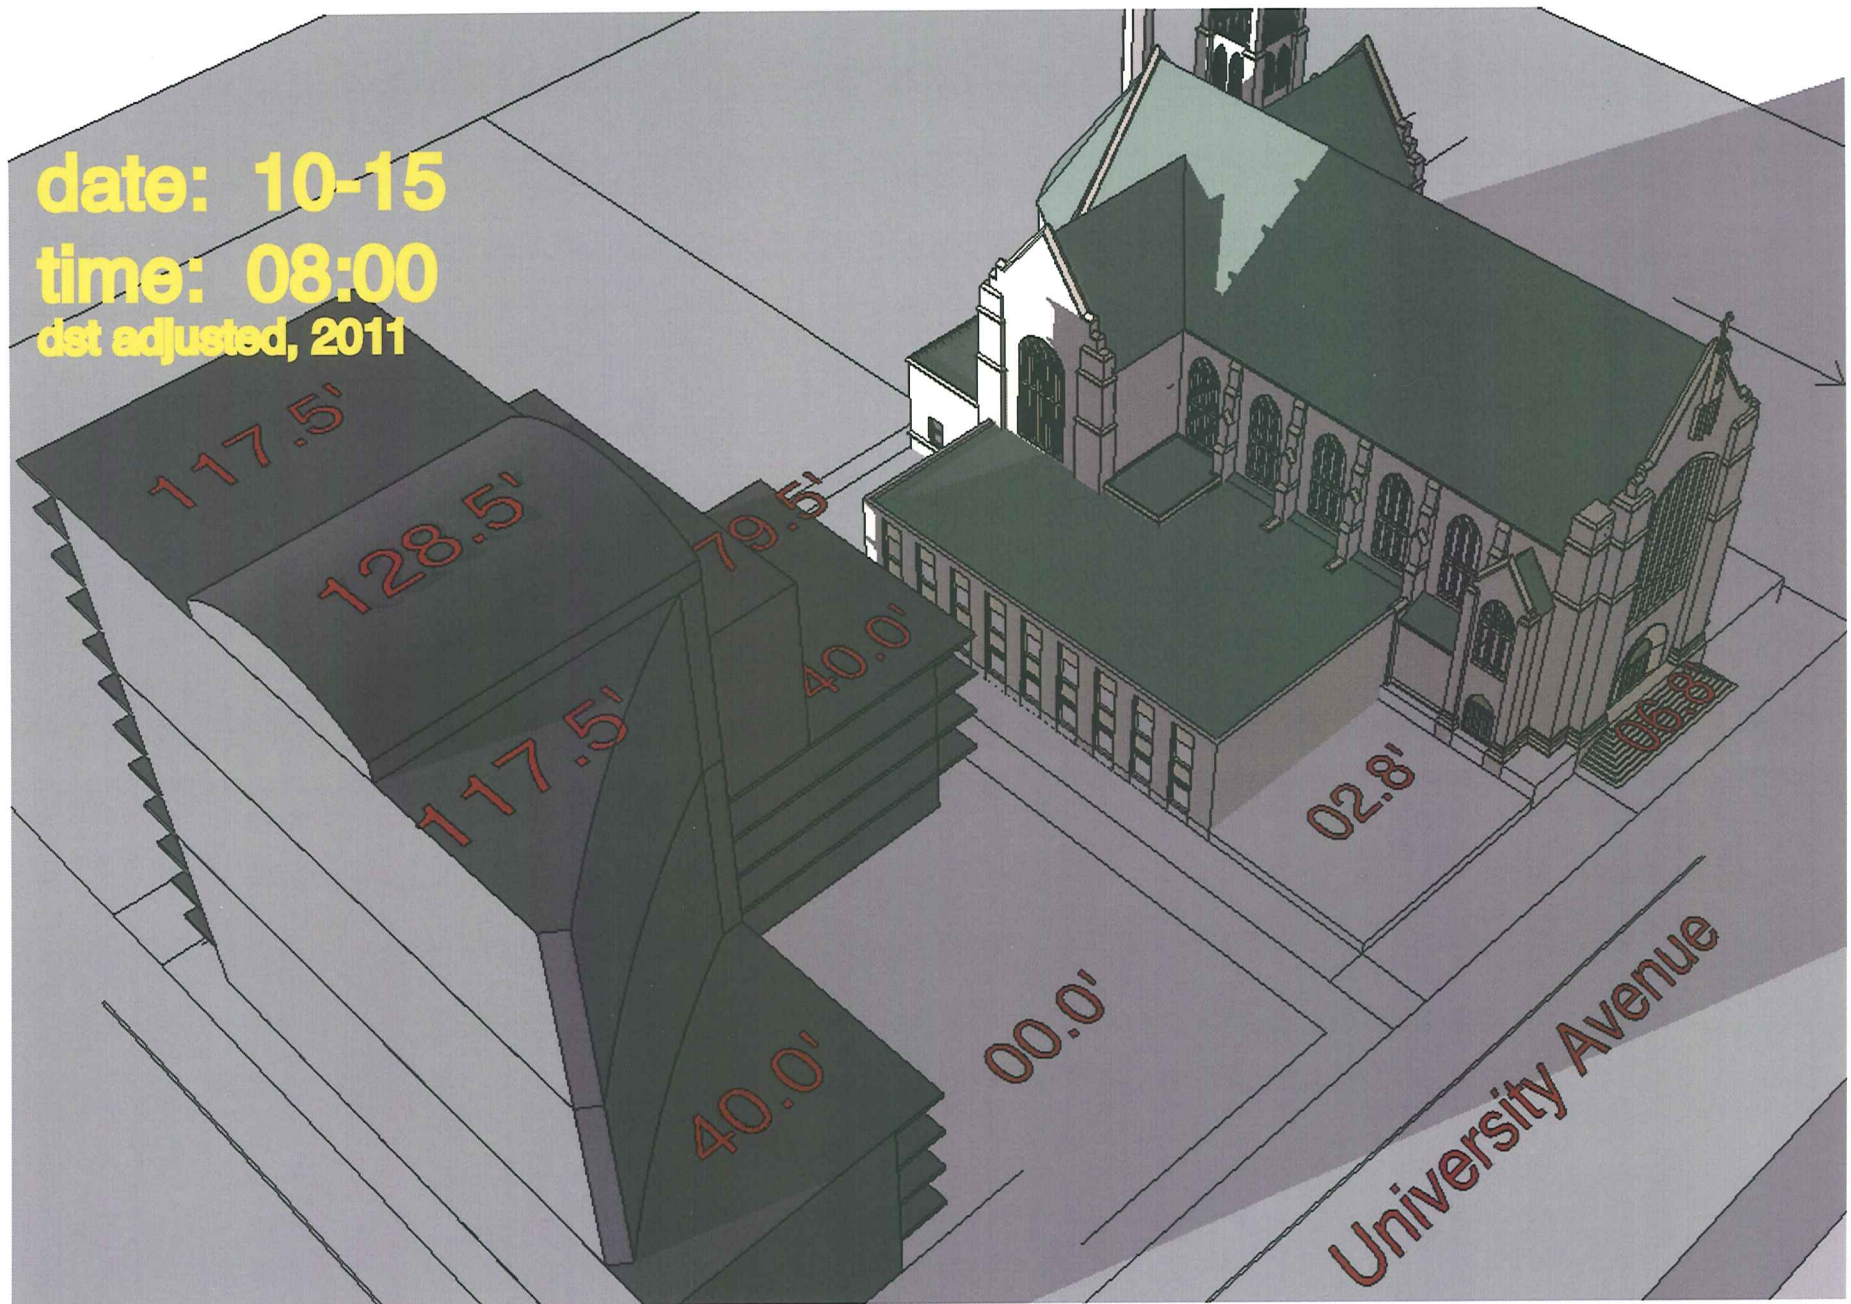 date: 10-15
time: 08:00
dst adjusted, 2011
117.5'
128.5'
79.5'
40.0'
117.5'
06.8'
02.8'
00.0'
40.0'
University Avenue